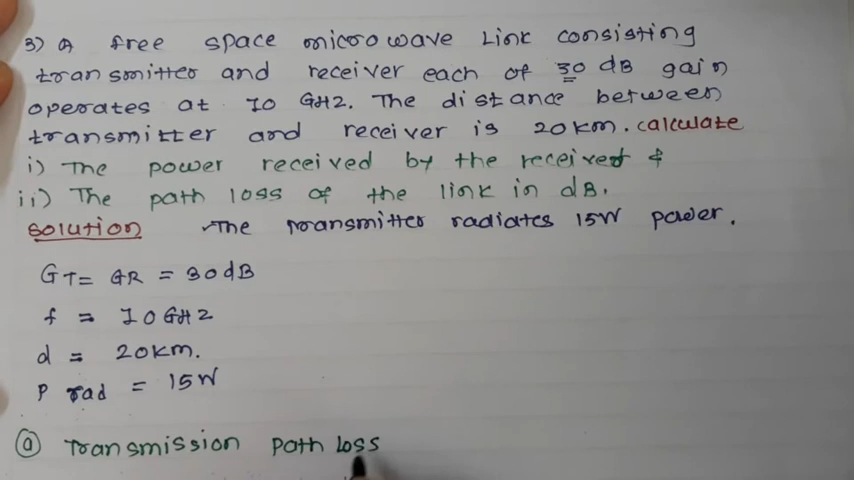 3) A free space microwave Link consisting
transmitter and receiver each of 30 dB gain
operates at 10 GHZ. The distance between
transmitter and receiver is 20km. calculate
i) The power received by the received &
ii) The path loss of the link in dB.
solution The transmitter radiates 15W power.
GT = GR = 30dB
f = 10 GHZ
d = 20km.
P rad = 15W
(a) Transmission path loss